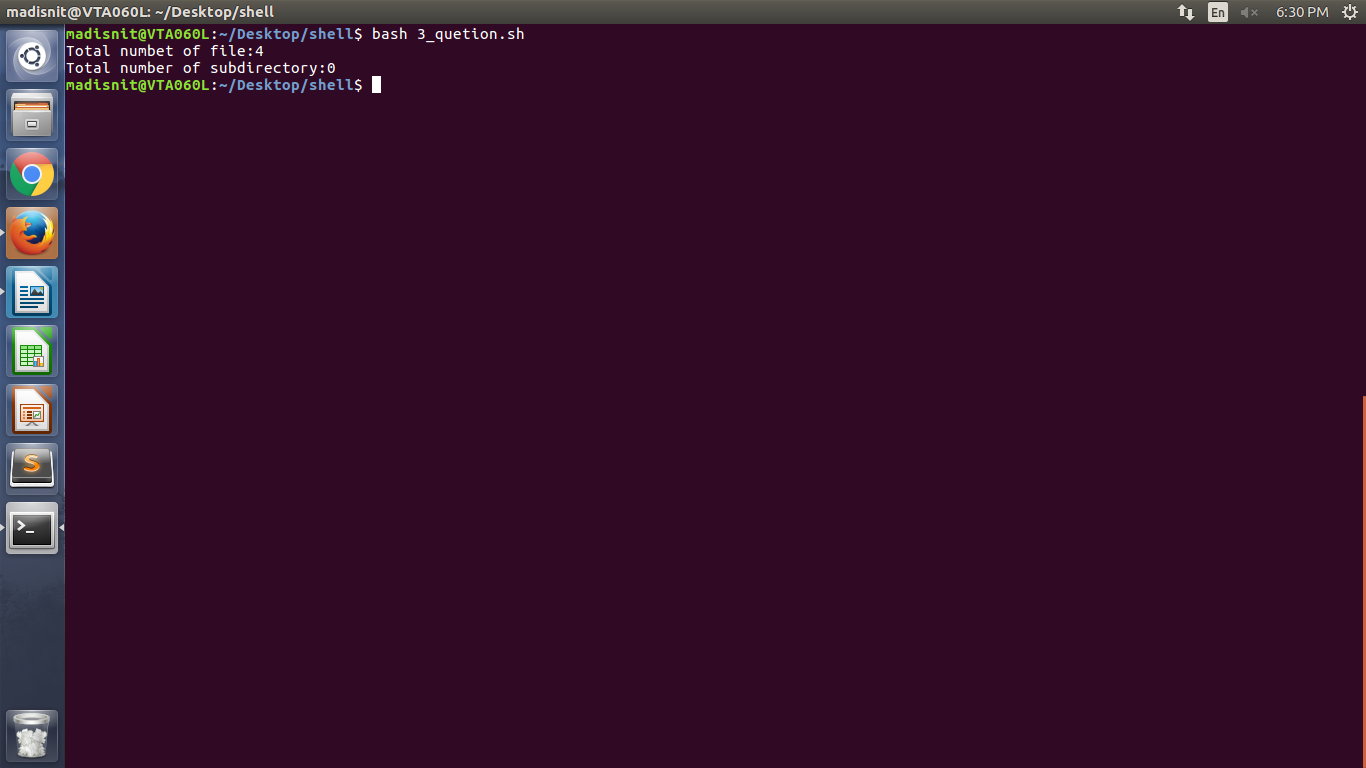 madisnit@VTA060L: ~/Desktop/shell
En
6:30 PM
madisnit@VTA060L:~/Desktop/shell$ bash 3_quetion.sh
Total numbet of file:4
Total number of subdirectory:0
madisnit@VTA060L:~/Desktop/shell$
S
>_